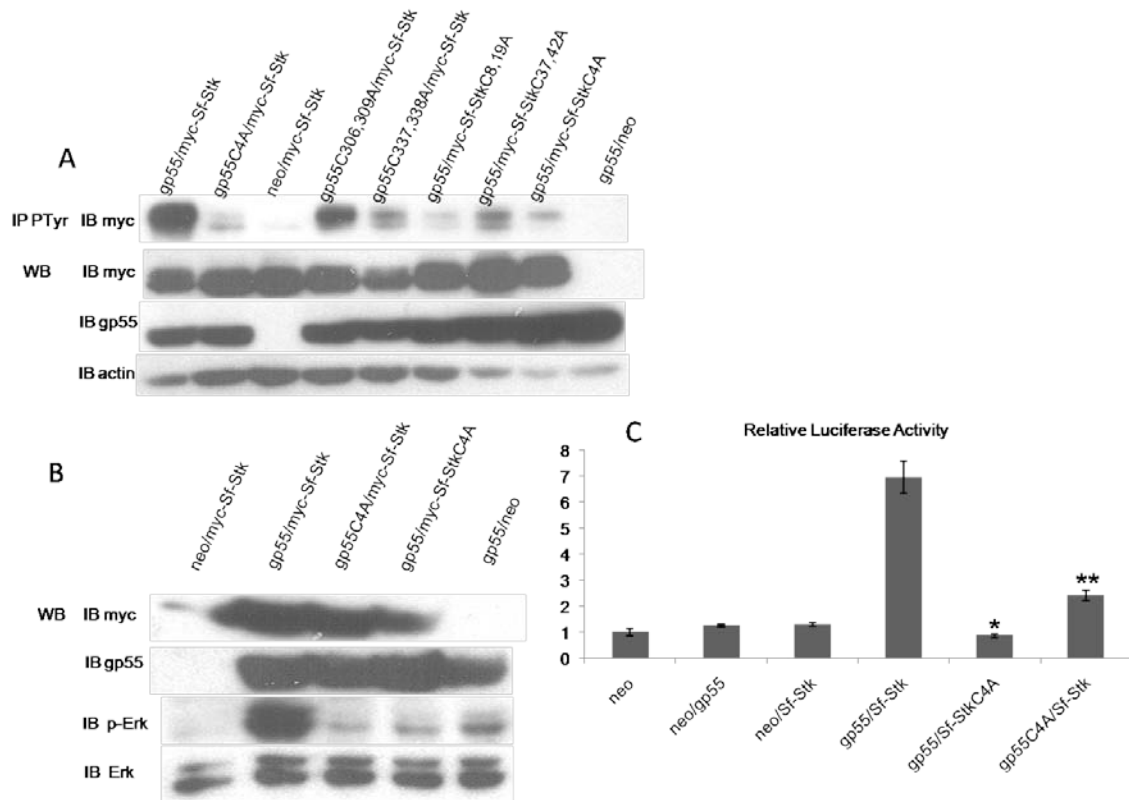 A
gp55/myc-Sf-Stk
gp55C4A/myc-Sf-Stk
neo/myc-Sf-Stk
gp55C306,309A/myc-Sf-Stk
gp55C337,338A/myc-Sf-Stk
gp55/myc-Sf-StkC8,19A
gp55/myc-Sf-StkC37,42A
gp55/myc-Sf-StkC4A
gp55/neo
IP PTyr IB myc
WB IB myc
IB gp55
IB actin
B
neo/myc-Sf-Stk
gp55/myc-Sf-Stk
gp55C4A/myc-Sf-Stk
gp55/myc-Sf-StkC4A
gp55/neo
WB IB myc
IB gp55
IB p-Erk
IB Erk
C
Relative Luciferase Activity
8
7
6
5
4
3
2
1
0
*
**
neo
neo/gp55
neo/Sf-Stk
gp55/Sf-Stk
gp55/Sf-StkC4A
gp55C4A/Sf-Stk